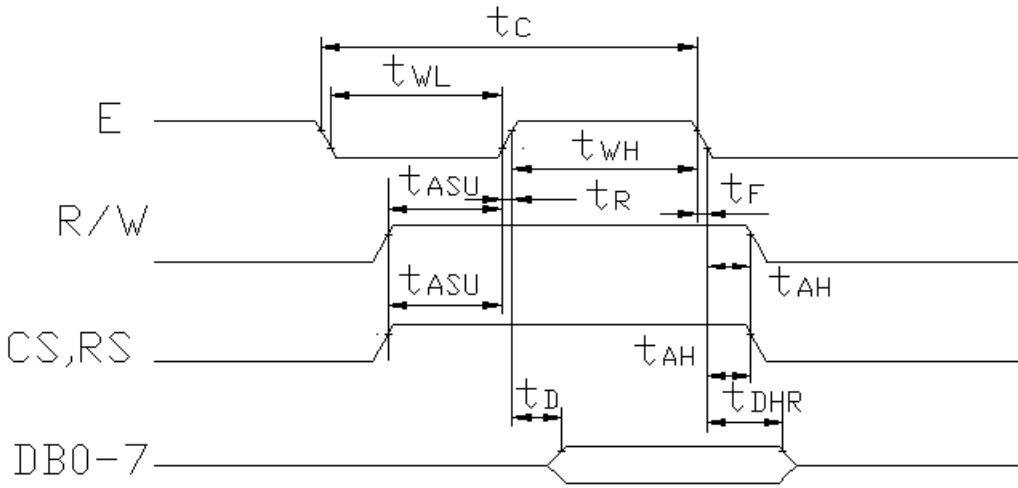 tC
tWL
E
tWH
tASU
tR
tF
R/W
tASU
tAH
CS,RS
tAH
tD
tDHR
DB0-7